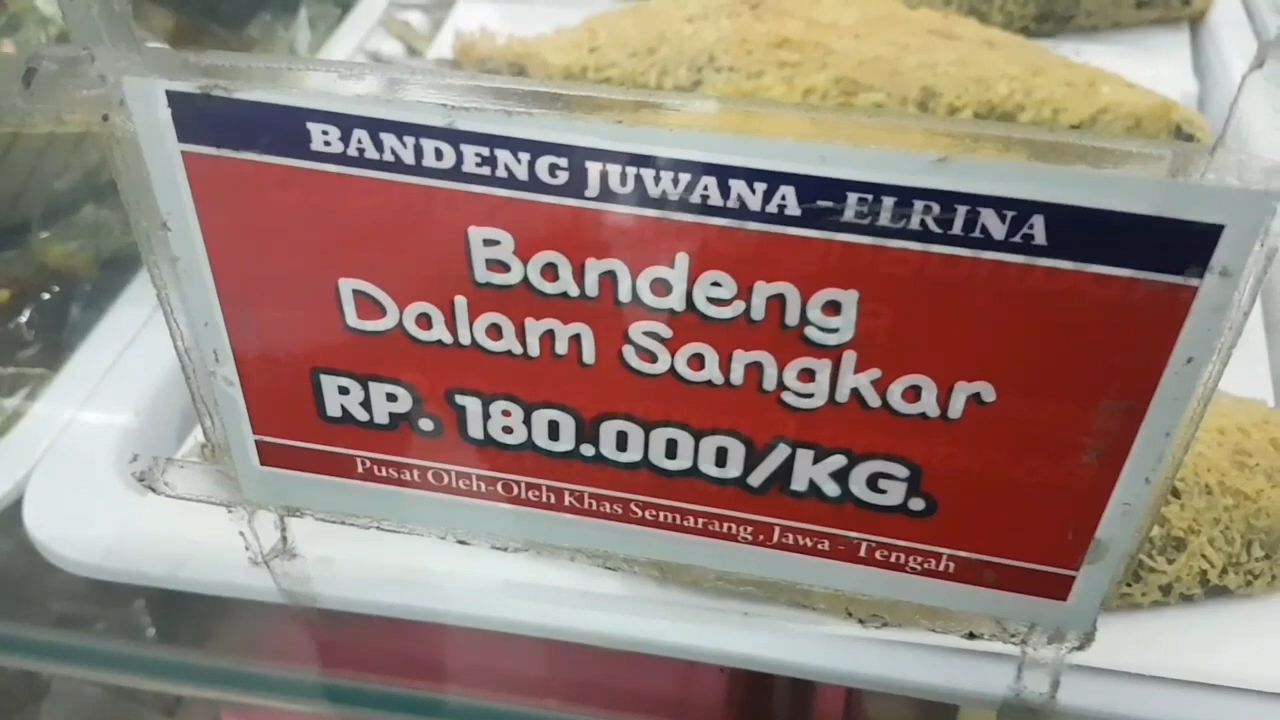 BANDENG JUWANA - ELRINA
Bandeng
Dalam Sangkar
RP. 180.000/KG.
Pusat Oleh-Oleh Khas Semarang, Jawa - Tengah